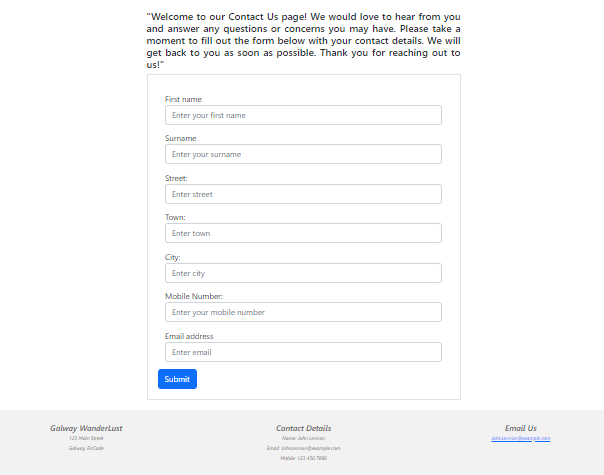 "Welcome to our Contact Us page! We would love to hear from you
and answer any questions or concerns you may have. Please take a
moment to fill out the form below with your contact details. We will
get back to you as soon as possible. Thank you for reaching out to
us!"
First name
Enter your first name
Surname
Enter your surname
Street:
Enter street
Town:
Enter town
City:
Enter city
Mobile Number:
Enter your mobile number
Email address
Enter email
Submit
Galway WanderLust
123 Main Street
Galway, EirCode
Contact Details
Name: John Lennon
Email: Johnlennon@example.com
Mobile: 123 456 7890
Email Us
Johnlennon@example.com